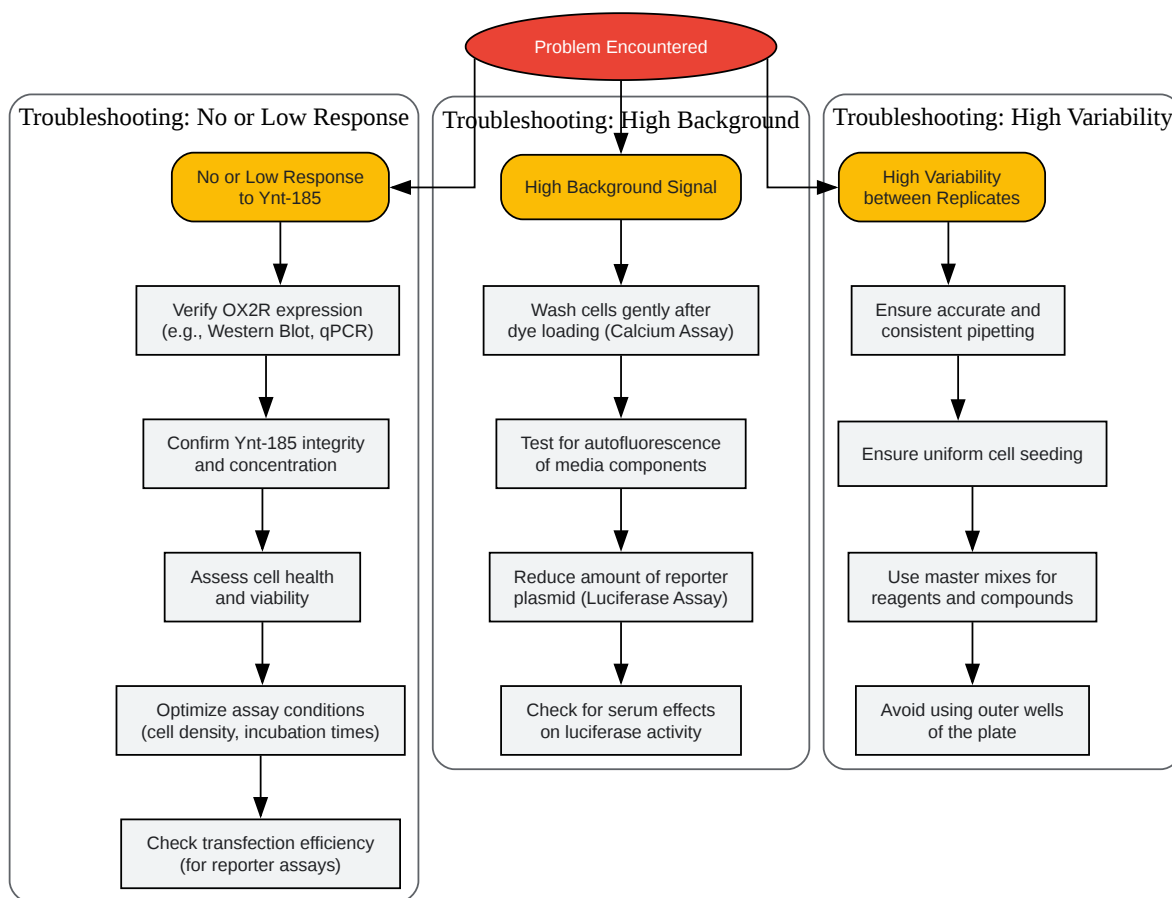 Problem Encountered
Troubleshooting: No or Low Response
No or Low Response
to Ynt-185
Verify OX2R expression
(e.g., Western Blot, qPCR)
Confirm Ynt-185 integrity
and concentration
Assess cell health
and viability
Optimize assay conditions
(cell density, incubation times)
Check transfection efficiency
(for reporter assays)
Troubleshooting: High Background
High Background Signal
Wash cells gently after
dye loading (Calcium Assay)
Test for autofluorescence
of media components
Reduce amount of reporter
plasmid (Luciferase Assay)
Check for serum effects
on luciferase activity
Troubleshooting: High Variability
High Variability
between Replicates
Ensure accurate and
consistent pipetting
Ensure uniform cell seeding
Use master mixes for
reagents and compounds
Avoid using outer wells
of the plate